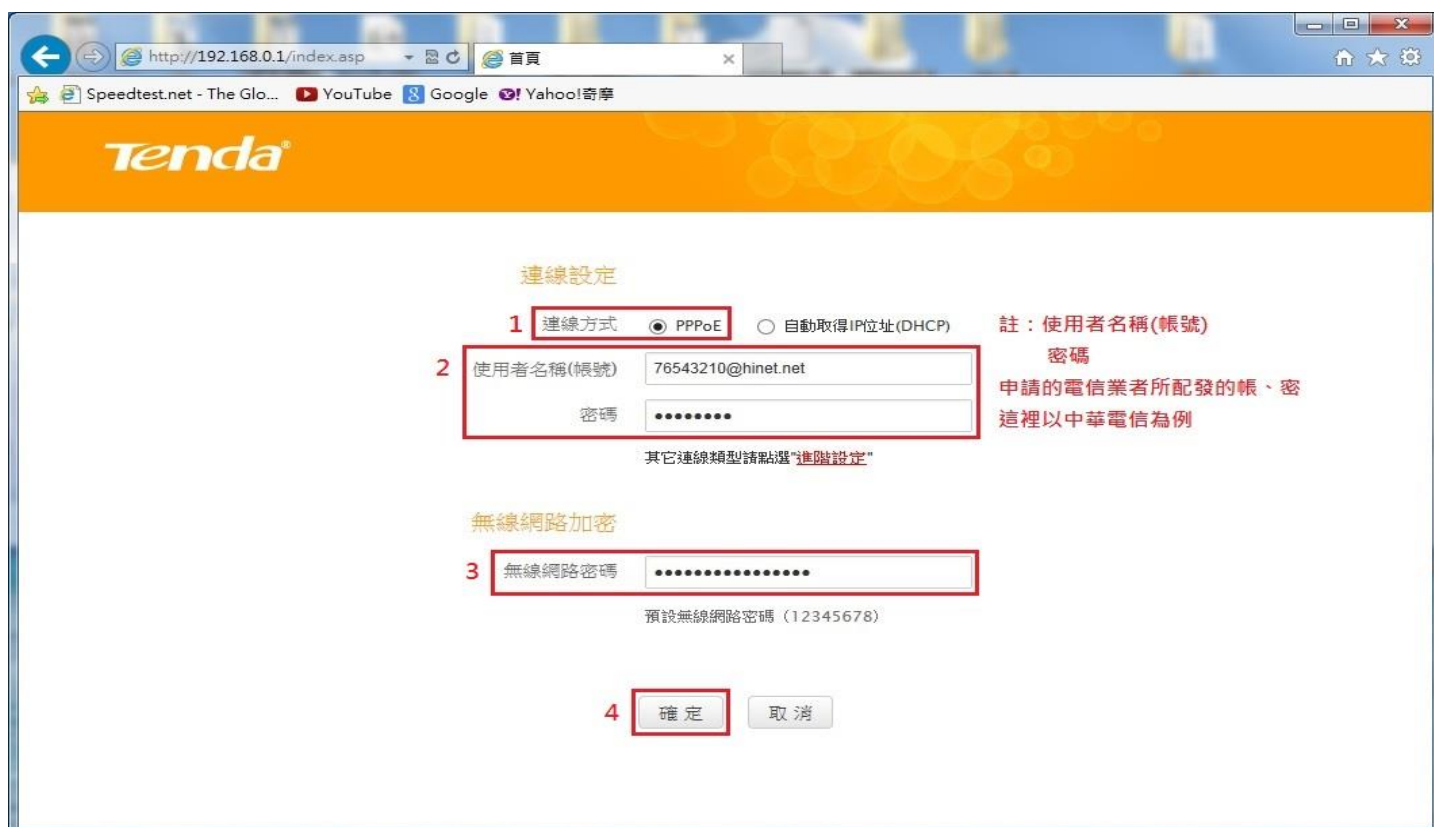 http://192.168.0.1/index.asp
首頁
Speedtest.net - The Glo... YouTube Google Yahoo!奇摩
Tenda®
連線設定
1 連線方式 PPPoE 自動取得IP位址(DHCP)
註：使用者名稱(帳號)
密碼
申請的電信業者所配發的帳、密
這裡以中華電信為例
2 使用者名稱(帳號) 76543210@hinet.net
密碼 ••••••••
其它連線類型請點選"進階設定"
無線網路加密
3 無線網路密碼 ••••••••••••••••
預設無線網路密碼（12345678）
4 確定 取消